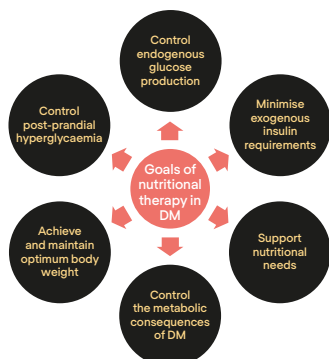 Control
endogenous
glucose
production
Control
post-prandial
hyperglycaemia
Minimise
exogenous
insulin
requirements
Goals of
nutritional
therapy in
DM
Achieve
and maintain
optimum body
weight
Support
nutritional
needs
Control
the metabolic
consequences
of DM